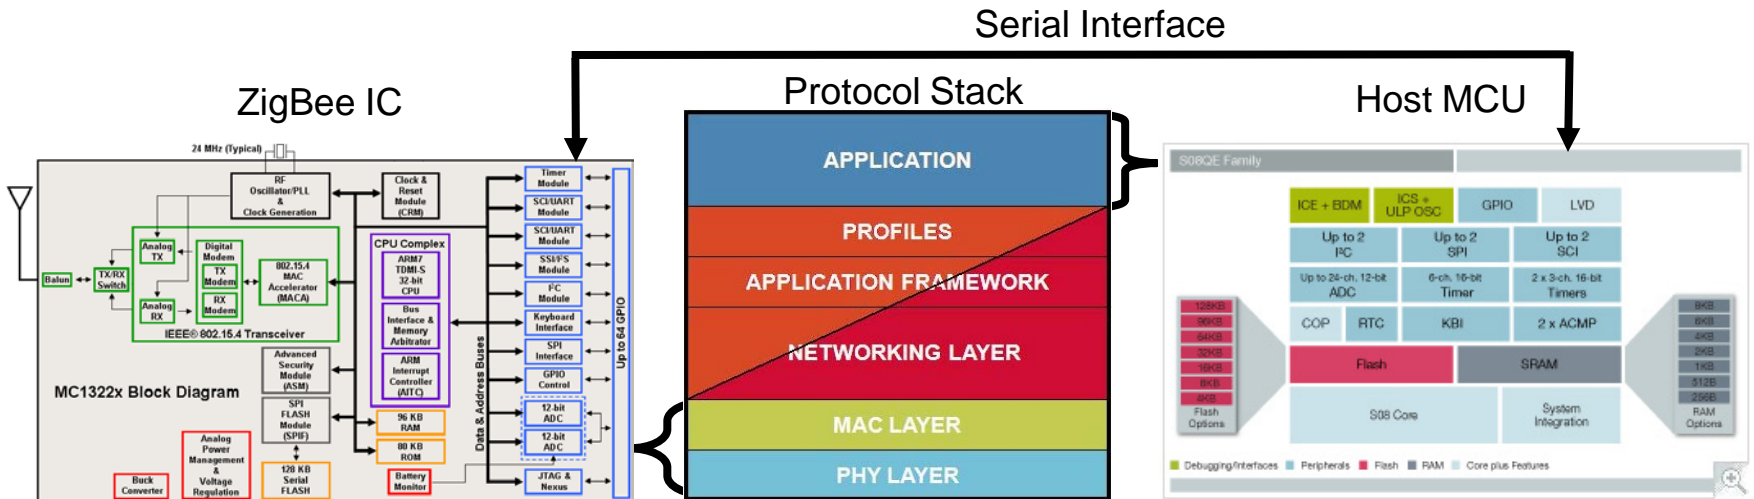 Serial Interface
ZigBee IC
Protocol Stack
Host MCU
24 MHz (Typical)
RF
Oscillator/PLL
&
Clock Generation
Clock &
Reset
Module
(CRM)
Analog
TX
Digital
Modem
TX
Modem
RX
Modem
Analog
RX
Balun
TX/RX
Switch
802.15.4
MAC
Accelerator
(MACA)
IEEE® 802.15.4 Transceiver
CPU Complex
ARM7
TDMI-S
32-bit
CPU
Bus
Interface &
Memory
Arbitrator
ARM
Interrupt
Controller
(AITC)
Advanced
Security
Module
(ASM)
MC1322x Block Diagram
SPI
FLASH
Module
(SPIF)
96 KB
RAM
80 KB
ROM
Analog
Power
Management
&
Voltage
Regulation
Buck
Converter
128 KB
Serial
FLASH
Battery
Monitor
Data & Address Buses
Timer
Module
SCI/UART
Module
SCI/UART
Module
SSI/I²S
Module
I²C
Module
Keyboard
Interface
SPI
Interface
GPIO
Control
12-bit
ADC
12-bit
ADC
JTAG &
Nexus
Up to 64 GPIO
APPLICATION
PROFILES
APPLICATION FRAMEWORK
NETWORKING LAYER
MAC LAYER
PHY LAYER
S08QE Family
ICE + BDM
ICS +
ULP OSC
GPIO
LVD
Up to 2
I²C
Up to 2
SPI
Up to 2
SCI
Up to 24-ch. 12-bit
ADC
6-ch. 16-bit
Timer
2 x 3-ch. 16-bit
Timers
COP
RTC
KBI
2 x ACMP
Flash
SRAM
S08 Core
System
Integration
128KB
96KB
64KB
32KB
16KB
8KB
4KB
Flash
Options
8KB
6KB
4KB
2KB
1KB
512B
256B
RAM
Options
Debugging/Interfaces
Peripherals
Flash
RAM
Core plus Features